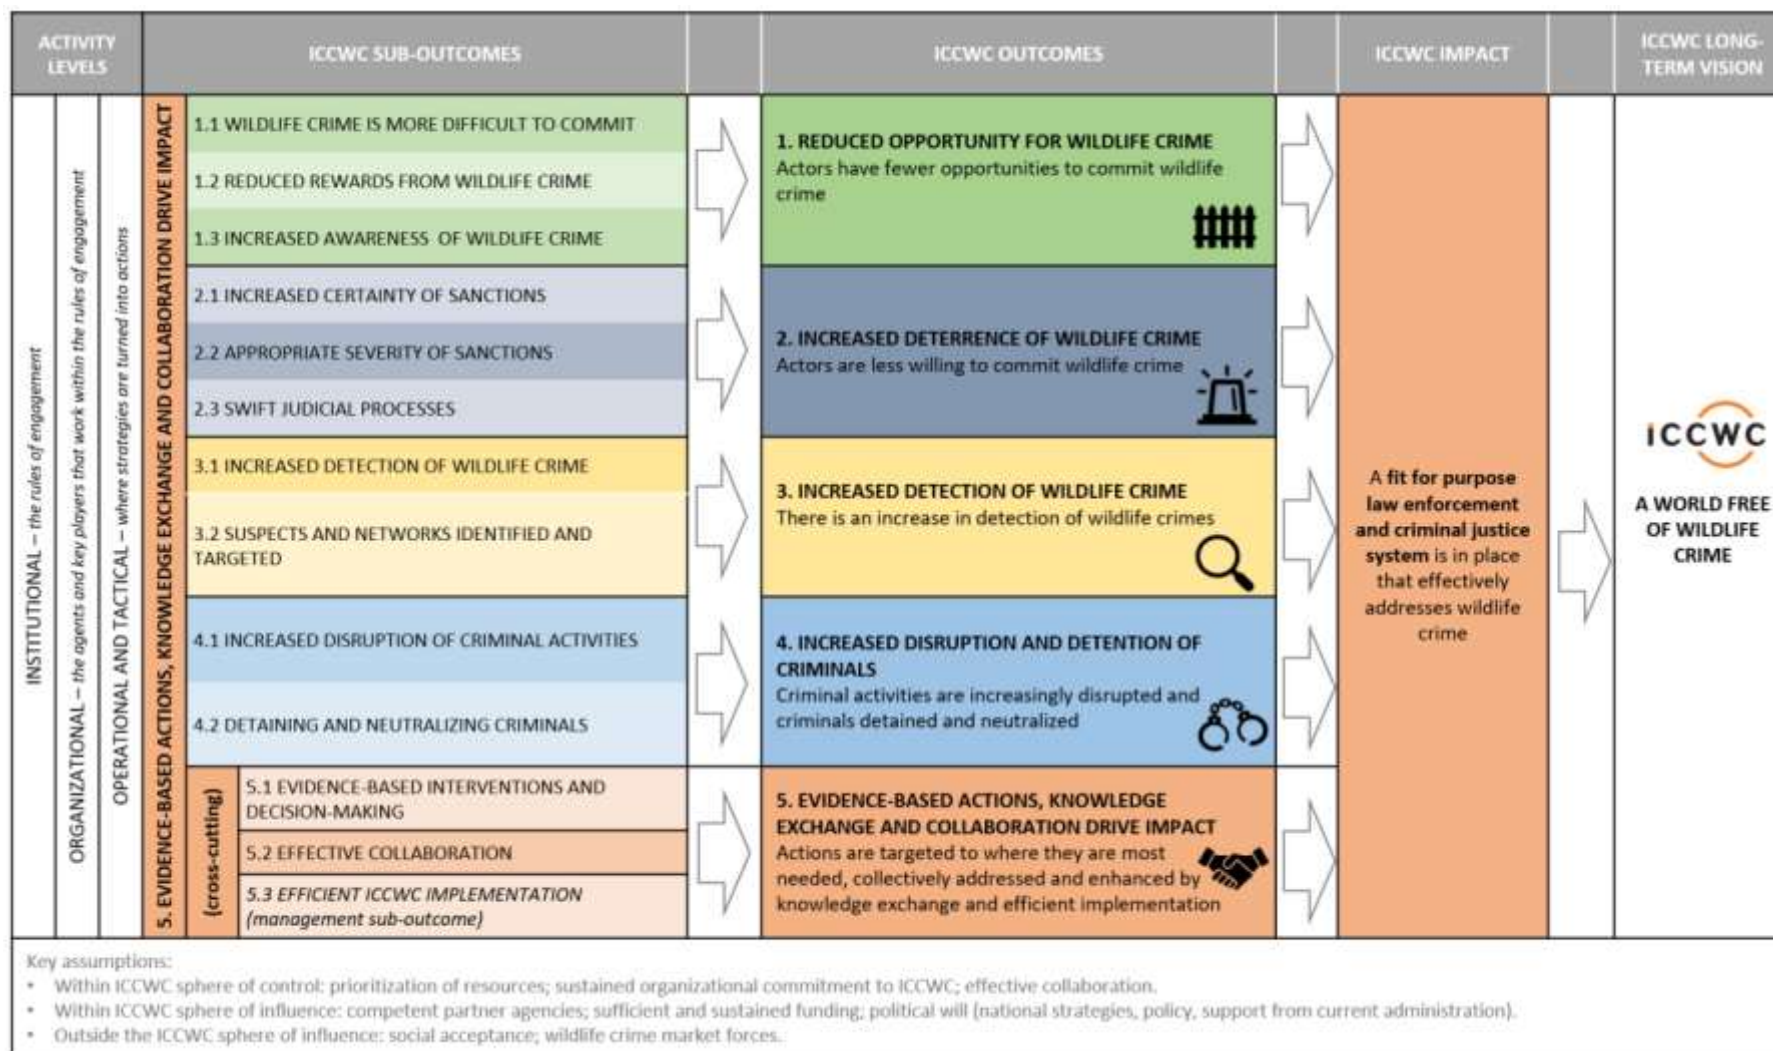 ACTIVITY
LEVELS
ICCWC SUB-OUTCOMES
ICCWC OUTCOMES
ICCWC IMPACT
ICCWC LONG-
TERM VISION
INSTITUTIONAL – the rules of engagement
ORGANIZATIONAL – the agents and key players that work within the rules of engagement
OPERATIONAL AND TACTICAL – where strategies are turned into actions
5. EVIDENCE-BASED ACTIONS, KNOWLEDGE EXCHANGE AND COLLABORATION DRIVE IMPACT
1.1 WILDLIFE CRIME IS MORE DIFFICULT TO COMMIT
1.2 REDUCED REWARDS FROM WILDLIFE CRIME
1.3 INCREASED AWARENESS OF WILDLIFE CRIME
2.1 INCREASED CERTAINTY OF SANCTIONS
2.2 APPROPRIATE SEVERITY OF SANCTIONS
2.3 SWIFT JUDICIAL PROCESSES
3.1 INCREASED DETECTION OF WILDLIFE CRIME
3.2 SUSPECTS AND NETWORKS IDENTIFIED AND
TARGETED
4.1 INCREASED DISRUPTION OF CRIMINAL ACTIVITIES
4.2 DETAINING AND NEUTRALIZING CRIMINALS
(cross-cutting)
5.1 EVIDENCE-BASED INTERVENTIONS AND
DECISION-MAKING
5.2 EFFECTIVE COLLABORATION
5.3 EFFICIENT ICCWC IMPLEMENTATION
(management sub-outcome)
1. REDUCED OPPORTUNITY FOR WILDLIFE CRIME
Actors have fewer opportunities to commit wildlife
crime
2. INCREASED DETERRENCE OF WILDLIFE CRIME
Actors are less willing to commit wildlife crime
3. INCREASED DETECTION OF WILDLIFE CRIME
There is an increase in detection of wildlife crimes
4. INCREASED DISRUPTION AND DETENTION OF
CRIMINALS
Criminal activities are increasingly disrupted and
criminals detained and neutralized
5. EVIDENCE-BASED ACTIONS, KNOWLEDGE
EXCHANGE AND COLLABORATION DRIVE IMPACT
Actions are targeted to where they are most
needed, collectively addressed and enhanced by
knowledge exchange and efficient implementation
A fit for purpose
law enforcement
and criminal justice
system is in place
that effectively
addresses wildlife
crime
ICCWC
A WORLD FREE
OF WILDLIFE
CRIME
Key assumptions:
• Within ICCWC sphere of control: prioritization of resources; sustained organizational commitment to ICCWC; effective collaboration.
• Within ICCWC sphere of influence: competent partner agencies; sufficient and sustained funding; political will (national strategies, policy, support from current administration).
• Outside the ICCWC sphere of influence: social acceptance; wildlife crime market forces.